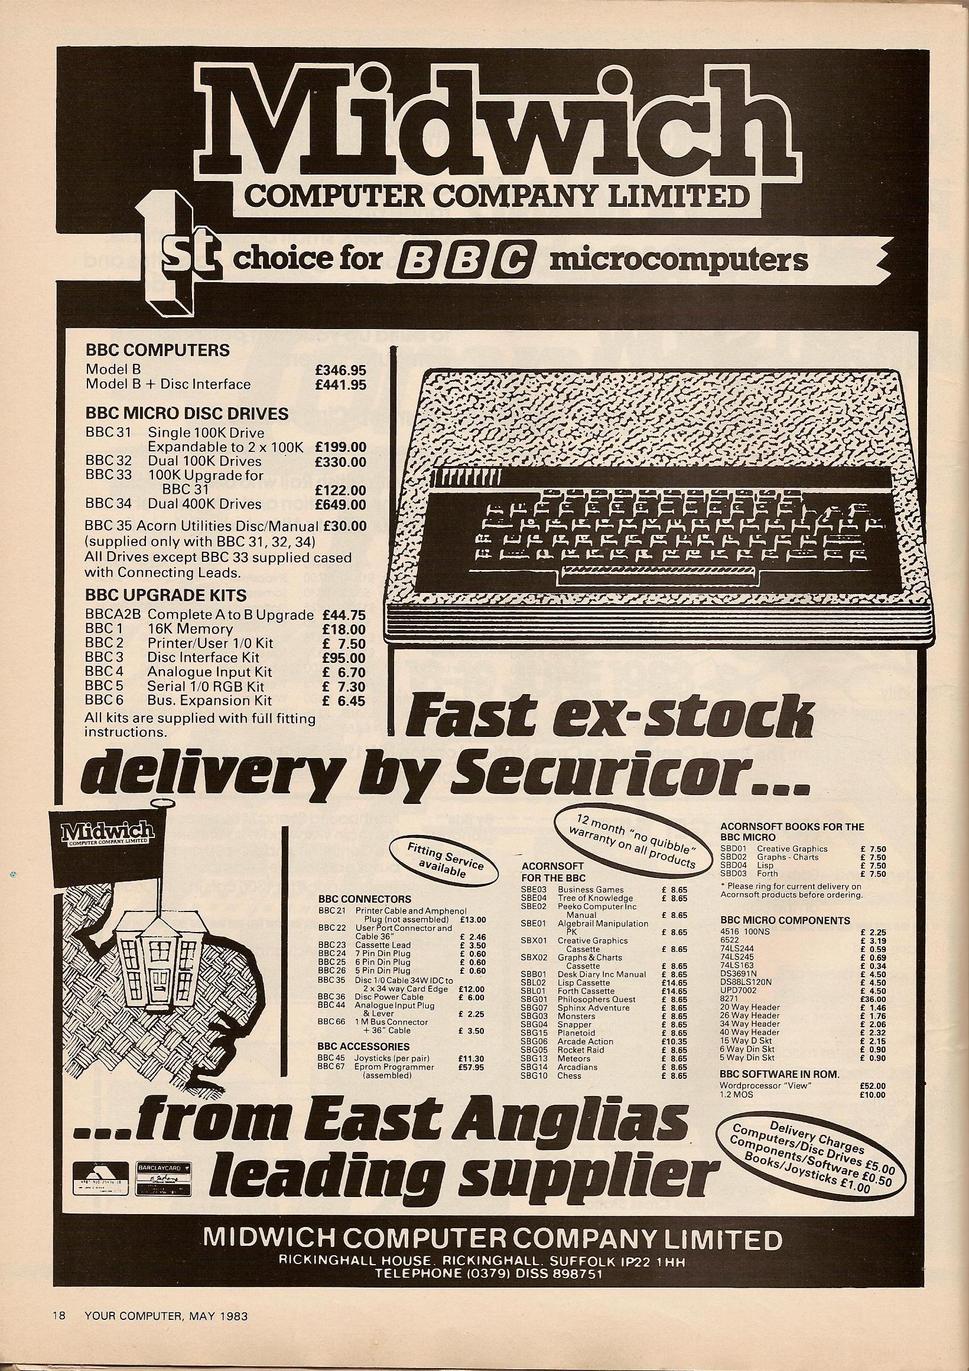 Midwich
COMPUTER COMPANY LIMITED
1st choice for BBC microcomputers
BBC COMPUTERS
Model B £346.95
Model B + Disc Interface £441.95
BBC MICRO DISC DRIVES
BBC 31 Single 100K Drive
Expandable to 2 x 100K £199.00
BBC 32 Dual 100K Drives £330.00
BBC 33 100K Upgrade for
BBC 31 £122.00
BBC 34 Dual 400K Drives £649.00
BBC 35 Acorn Utilities Disc/Manual £30.00
(supplied only with BBC 31, 32, 34)
All Drives except BBC 33 supplied cased
with Connecting Leads.
BBC UPGRADE KITS
BBCA2B Complete A to B Upgrade £44.75
BBC 1 16K Memory £18.00
BBC 2 Printer/User 1/0 Kit £ 7.50
BBC 3 Disc Interface Kit £95.00
BBC 4 Analogue Input Kit £ 6.70
BBC 5 Serial 1/0 RGB Kit £ 7.30
BBC 6 Bus. Expansion Kit £ 6.45
All kits are supplied with full fitting
instructions.
Fast ex-stock
delivery by Securicor...
Midwich
COMPUTER COMPANY LIMITED
Fitting Service
available
12 month "no quibble"
warranty on all products
BBC CONNECTORS
BBC 21 Printer Cable and Amphenol
Plug (not assembled) £13.00
BBC 22 User Port Connector and
Cable 36" £ 2.46
BBC 23 Cassette Lead £ 3.50
BBC 24 7 Pin Din Plug £ 0.60
BBC 25 6 Pin Din Plug £ 0.60
BBC 26 5 Pin Din Plug £ 0.60
BBC 35 Disc 1/0 Cable 34W IDC to
2 x 34 way Card Edge £12.00
BBC 36 Disc Power Cable £ 6.00
BBC 44 Analogue Input Plug
& Lever £ 2.25
BBC 66 1 M Bus Connector
+ 36" Cable £ 3.50
BBC ACCESSORIES
BBC 45 Joysticks (per pair) £11.30
BBC 67 Eprom Programmer £57.95
(assembled)
ACORNSOFT
FOR THE BBC
SBE03 Business Games £ 8.65
SBE04 Tree of Knowledge £ 8.65
SBE02 Peeko Computer Inc
Manual £ 8.65
SBE01 Algebrail Manipulation
PK £ 8.65
SBX01 Creative Graphics
Cassette £ 8.65
SBX02 Graphs & Charts
Cassette £ 8.65
SBB01 Desk Diary Inc Manual £ 8.65
SBL02 Lisp Cassette £14.65
SBL01 Forth Cassette £14.65
SBG01 Philosophers Quest £ 8.65
SBG07 Sphinx Adventure £ 8.65
SBG03 Monsters £ 8.65
SBG04 Snapper £ 8.65
SBG15 Planetoid £ 8.65
SBG06 Arcade Action £10.35
SBG05 Rocket Raid £ 8.65
SBG13 Meteors £ 8.65
SBG14 Arcadians £ 8.65
SBG10 Chess £ 8.65
ACORNSOFT BOOKS FOR THE
BBC MICRO
SBD01 Creative Graphics £ 7.50
SBD02 Graphs - Charts £ 7.50
SBD04 Lisp £ 7.50
SBD03 Forth £ 7.50
* Please ring for current delivery on
Acornsoft products before ordering.
BBC MICRO COMPONENTS
4516 100NS £ 2.25
6522 £ 3.19
74LS244 £ 0.59
74LS245 £ 0.69
74LS163 £ 0.34
DS3691N £ 4.50
DS88LS120N £ 4.50
UPD7002 £ 4.50
8271 £36.00
20 Way Header £ 1.46
26 Way Header £ 1.76
34 Way Header £ 2.06
40 Way Header £ 2.32
15 Way D Skt £ 2.15
6 Way Din Skt £ 0.90
5 Way Din Skt £ 0.90
BBC SOFTWARE IN ROM.
Wordprocessor "View" £52.00
1.2 MOS £10.00
...from East Anglias
leading supplier
BARCLAYCARD
Delivery Charges
Computers/Disc Drives £5.00
Components/Software £0.50
Books/Joysticks £1.00
MIDWICH COMPUTER COMPANY LIMITED
RICKINGHALL HOUSE, RICKINGHALL, SUFFOLK IP22 1HH
TELEPHONE (0379) DISS 898751
18 YOUR COMPUTER, MAY 1983